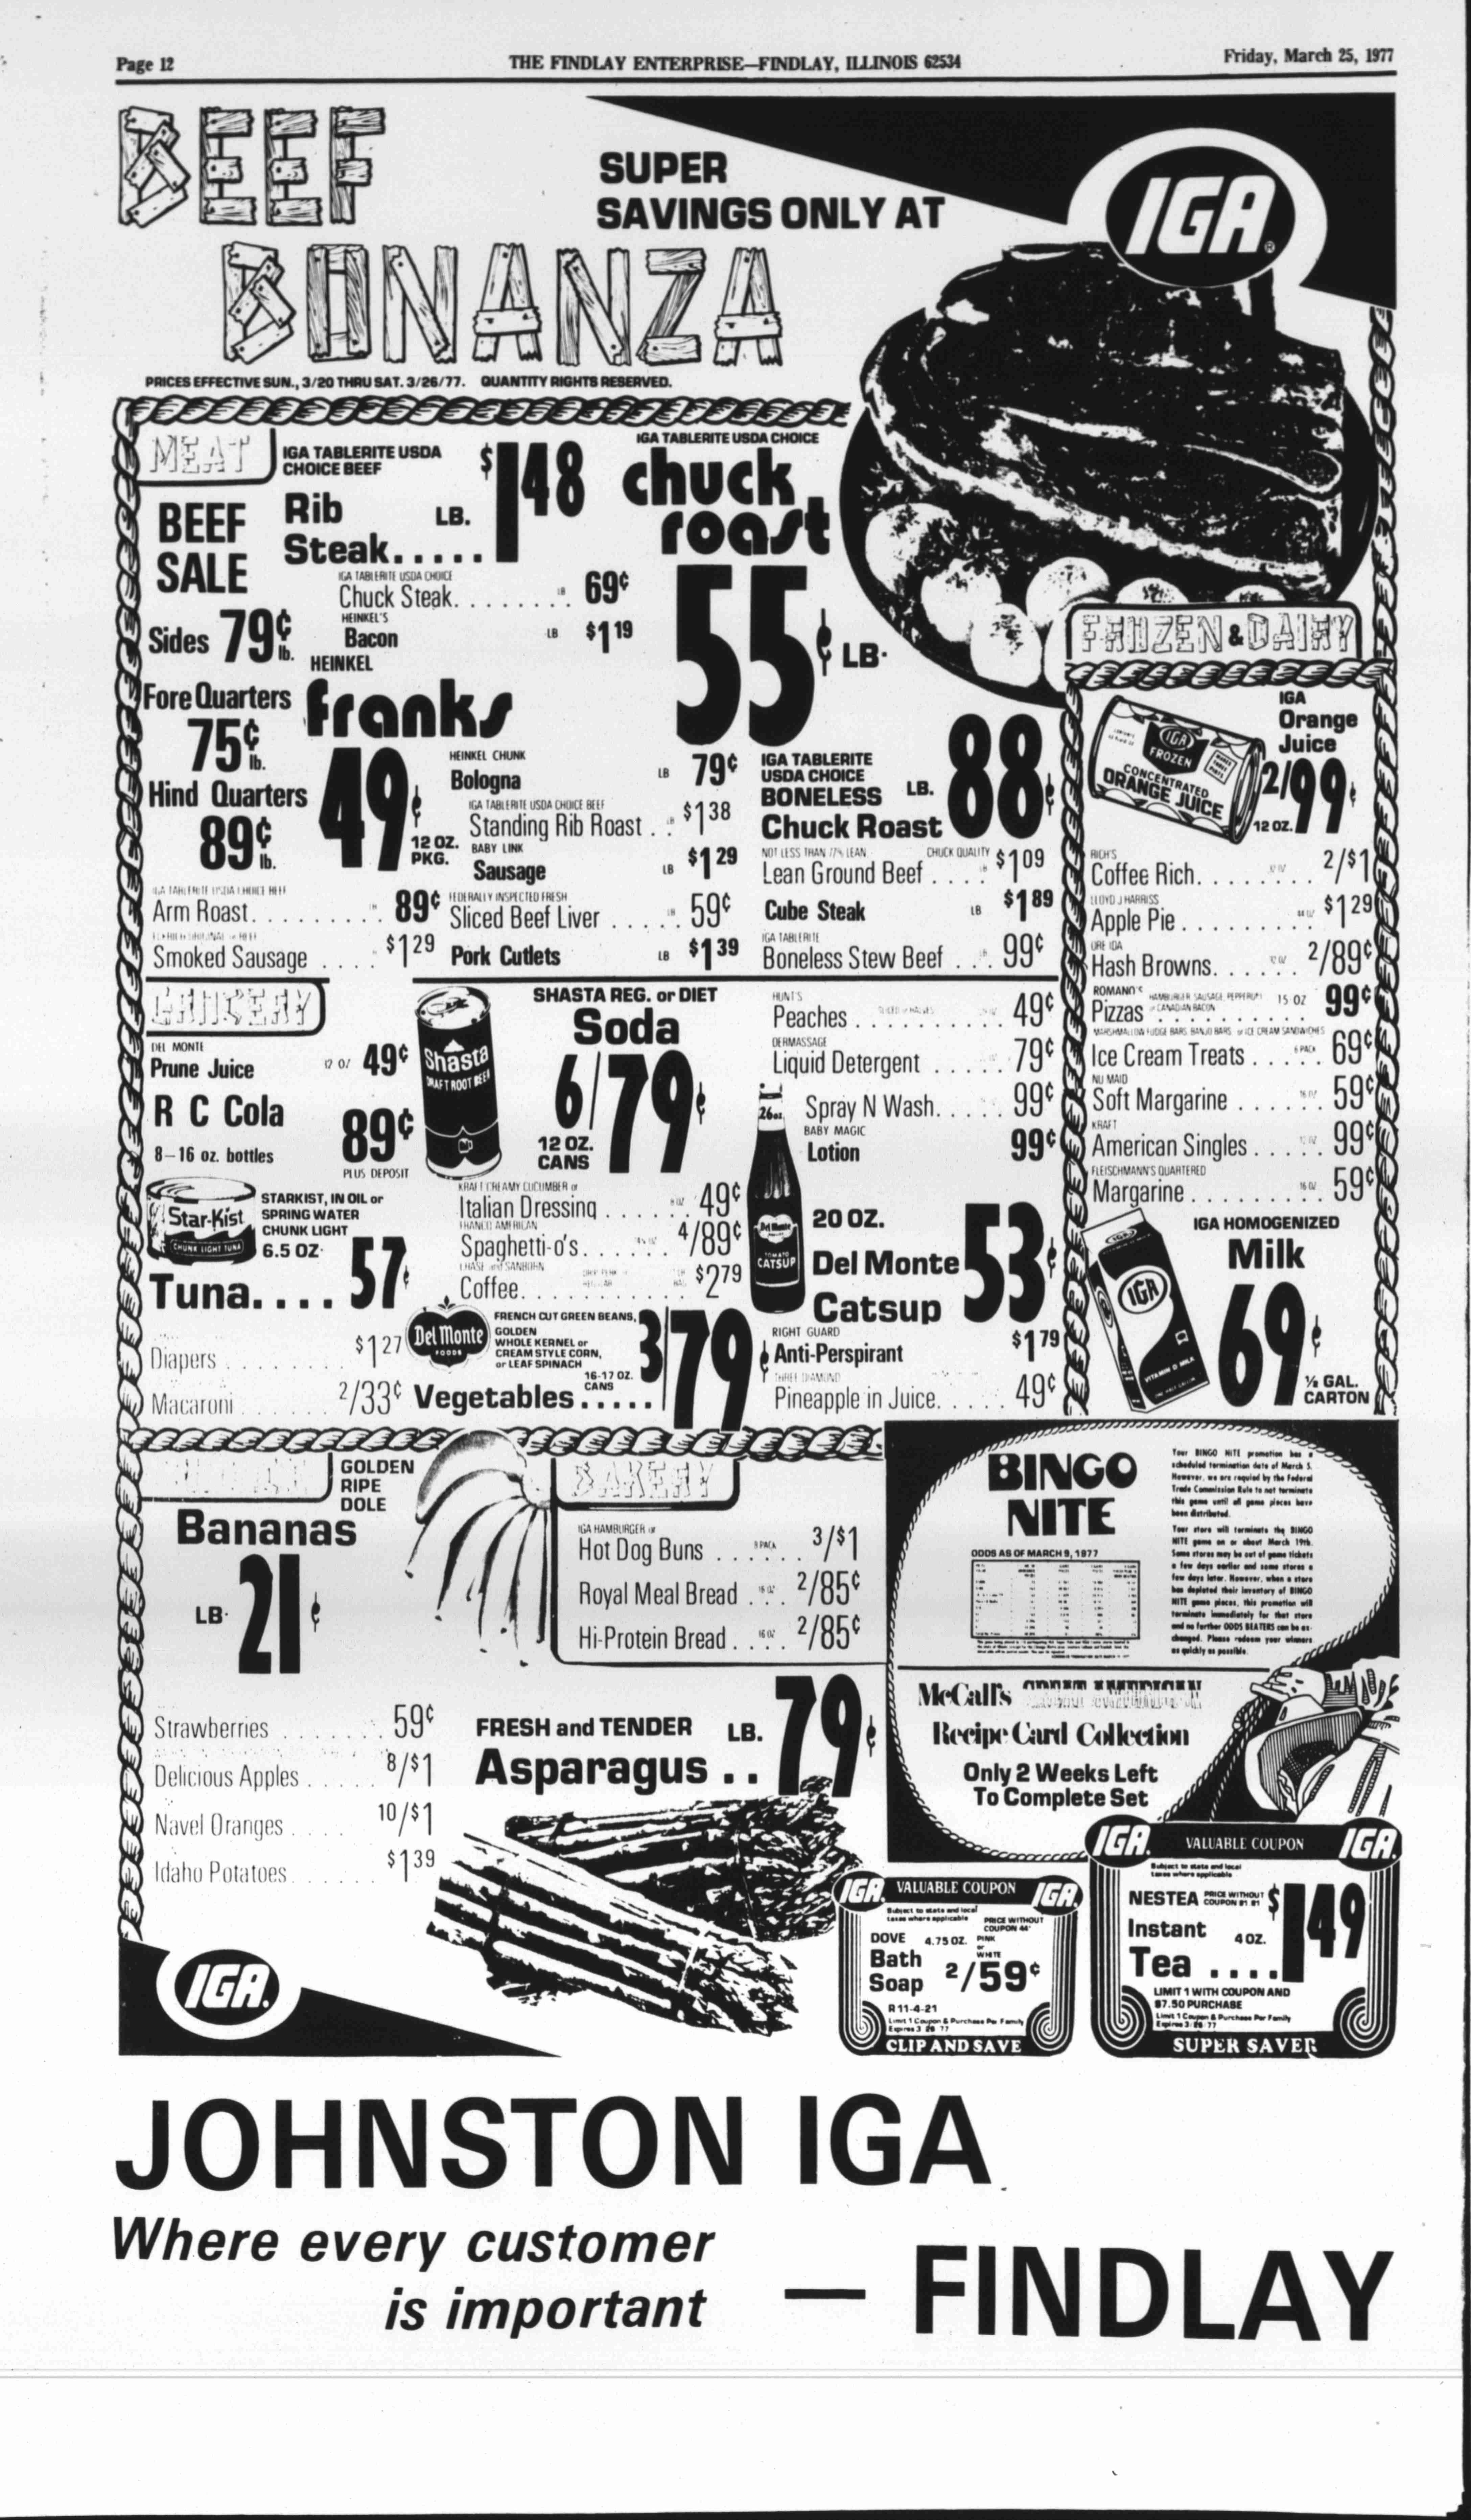 Page 12
THE FINDLAY ENTERPRISE—FINDLAY, ILLINOIS 62534
Friday, March 25, 1977
BEEF
BONANZA
SUPER
SAVINGS ONLY AT
IGA
PRICES EFFECTIVE SUN., 3/20 THRU SAT. 3/26/77. QUANTITY RIGHTS RESERVED.
MEAT
BEEF
SALE
Sides 79¢ lb.
Fore Quarters
75¢ lb.
Hind Quarters
89¢ lb.
IGA TABLERITE USDA
CHOICE BEEF
Rib
Steak..... LB. $1 48
IGA TABLERITE USDA CHOICE
Chuck Steak. . . . . . . . LB 69¢
HEINKEL'S
Bacon LB $1 19
HEINKEL
franks
49¢
12 OZ.
PKG.
IGA TABLERITE USDA CHOICE
chuck
roast
55¢ LB.
HEINKEL CHUNK
Bologna LB 79¢
IGA TABLERITE USDA CHOICE BEEF
Standing Rib Roast . . LB $1 38
BABY LINK
Sausage LB $1 29
IGA TABLERITE USDA CHOICE BEEF
Arm Roast. . . . . . . . . LB 89¢
FEDERALLY INSPECTED FRESH
Sliced Beef Liver . . . . . LB 59¢
Smoked Sausage . . . . $1 29
Pork Cutlets LB $1 39
IGA TABLERITE
USDA CHOICE
BONELESS LB.
Chuck Roast 88¢
NOT LESS THAN 77% LEAN CHUCK QUALITY
Lean Ground Beef . . . . LB $1 09
Cube Steak LB $1 89
IGA TABLERITE
Boneless Stew Beef . . . LB 99¢
FROZEN & DAIRY
IGA
Orange
Juice
2/99¢
12 OZ.
IGA
FROZEN
CONCENTRATED
ORANGE JUICE
RICH'S
Coffee Rich. . . . . . . . 2/$1
LLOYD J HARRISS
Apple Pie. . . . . . . . . $1 29
ORE IDA
Hash Browns. . . . . . 2/89¢
ROMANO'S HAMBURGER SAUSAGE, PEPPERONI
or CANADIAN BACON 15 OZ
Pizzas . . . . . . . . . . 99¢
MARSHMALLOW FUDGE BARS BANJO BARS or ICE CREAM SANDWICHES
Ice Cream Treats . . . 6 PACK 69¢
NU MAID
Soft Margarine . . . . . . 16 OZ 59¢
KRAFT
American Singles . . . . . 99¢
FLEISCHMANN'S QUARTERED
Margarine . . . . . . . . . 16 OZ 59¢
IGA HOMOGENIZED
Milk
69¢
½ GAL.
CARTON
IGA
VITAMIN D MILK
GROCERY
DEL MONTE
Prune Juice 12 OZ 49¢
R C Cola
8—16 oz. bottles
89¢
PLUS DEPOSIT
Shasta
DRAFT ROOT BEER
SHASTA REG. or DIET
Soda
6/79¢
12 OZ.
CANS
HUNT'S
Peaches . . . . . . . . . . 49¢
DERMASSAGE
Liquid Detergent . . . . . 79¢
Spray N Wash. . . . . 99¢
BABY MAGIC
Lotion 99¢
Star-Kist
CHUNK LIGHT TUNA
STARKIST, IN OIL or
SPRING WATER
CHUNK LIGHT
6.5 OZ.
Tuna. . . . 57¢
KRAFT CREAMY CUCUMBER or
Italian Dressing . . . . . . 8 OZ 49¢
FRANCO AMERICAN
Spaghetti-o's. . . . . . . 4/89¢
CHASE and SANBORN
Coffee. . . . . . . . . . . . $2 79
26oz.
Del Monte
TOMATO
CATSUP
20 OZ.
Del Monte
Catsup
53¢
Diapers . . . . . . . . . $1 27
Macaroni . . . . . . . 2/33¢
Del Monte
FOODS
FRENCH CUT GREEN BEANS,
GOLDEN
WHOLE KERNEL or
CREAM STYLE CORN,
or LEAF SPINACH
16-17 OZ.
CANS
Vegetables ..... 3/79¢
RIGHT GUARD
Anti-Perspirant $1 79
THREE DIAMOND
Pineapple in Juice. . . . . 49¢
GOLDEN
RIPE
DOLE
Bananas
LB. 21¢
BAKERY
IGA HAMBURGER or
Hot Dog Buns . . . . . . 8 PACK 3/$1
Royal Meal Bread . . . 16 OZ 2/85¢
Hi-Protein Bread . . . . 16 OZ 2/85¢
Strawberries . . . . . . . 59¢
Delicious Apples . . . . . . 8/$1
Navel Oranges . . . . 10/$1
Idaho Potatoes. . . . . . . $1 39
FRESH and TENDER LB.
Asparagus . . 79¢
BINGO
NITE
ODDS AS OF MARCH 9, 1977
Your BINGO NITE promotion has a
scheduled termination date of March 5.
However, we are requied by the Federal
Trade Commission Rule to not terminate
this game until all game pieces have
been distributed.
Your store will terminate the BINGO
NITE game on or about March 19th.
Some stores may be out of game tickets
a few days earlier and some stores a
few days later. However, when a store
has depleted their inventory of BINGO
NITE game pieces, this promotion will
terminate immediately for that store
and no further ODDS BEATERS can be ex-
changed. Please redeem your winners
as quickly as possible.
McCall's GREAT AMERICAN
Recipe Card Collection
Only 2 Weeks Left
To Complete Set
IGA VALUABLE COUPON IGA
Subject to state and local
taxes where applicable
PRICE WITHOUT
COUPON 44¢
DOVE 4.75 OZ. PINK
or
WHITE
Bath
Soap 2/59¢
R 11-4-21
Limit 1 Coupon & Purchase Per Family
Expires 3 26 77
CLIP AND SAVE
IGA VALUABLE COUPON IGA
Subject to state and local
taxes where applicable
NESTEA PRICE WITHOUT
COUPON $1 81
Instant 4 OZ.
Tea . . . . $1 49
LIMIT 1 WITH COUPON AND
$7.50 PURCHASE
Limit 1 Coupon & Purchase Per Family
Expires 3 26 77
SUPER SAVER
IGA
JOHNSTON IGA
Where every customer
is important
— FINDLAY